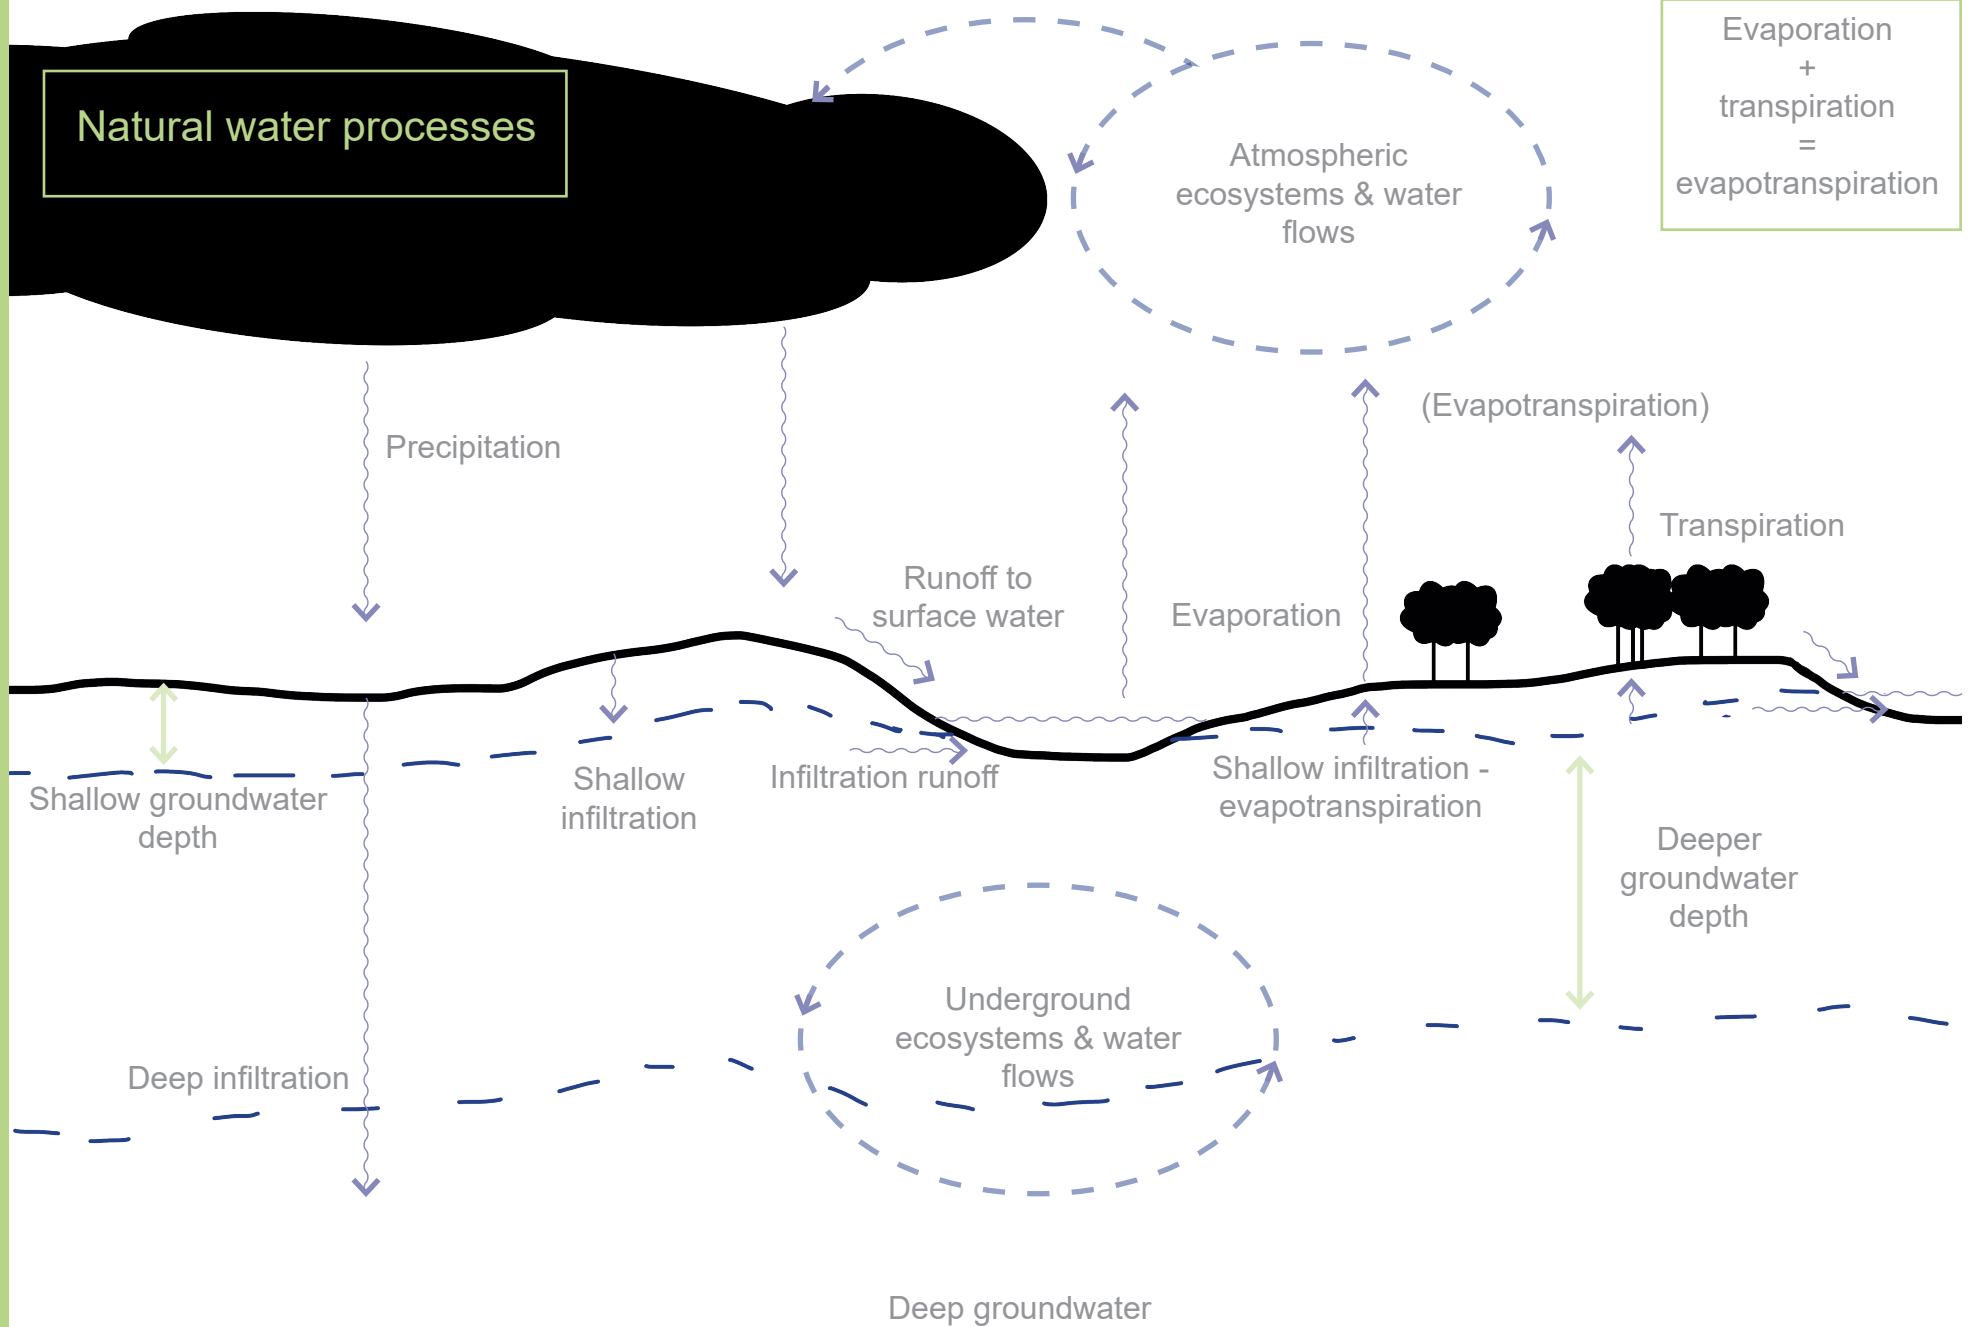 Natural water processes
Evaporation
+
transpiration
=
evapotranspiration
Atmospheric
ecosystems & water
flows
(Evapotranspiration)
Precipitation
Transpiration
Runoff to
surface water
Evaporation
Shallow groundwater
depth
Shallow
infiltration
Infiltration runoff
Shallow infiltration -
evapotranspiration
Deeper
groundwater
depth
Underground
ecosystems & water
flows
Deep infiltration
Deep groundwater